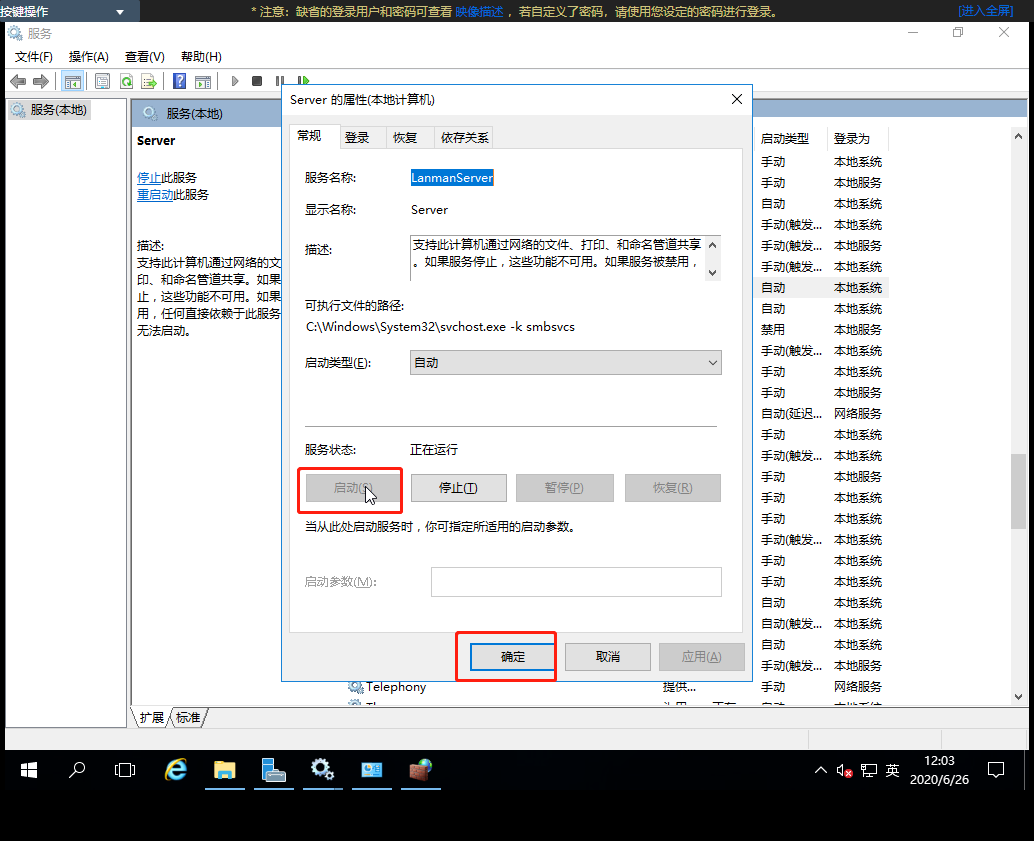 按键操作
* 注意：缺省的登录用户和密码可查看 映像描述 ，若自定义了密码，请使用您设定的密码进行登录。
[进入全屏]
服务
文件(F) 操作(A) 查看(V) 帮助(H)
服务(本地)
服务(本地)
Server
停止此服务
重启动此服务
描述:
支持此计算机通过网络的文
印、和命名管道共享。如果
止，这些功能不可用。如果
用，任何直接依赖于此服务
无法启动。
Server 的属性(本地计算机)
常规 登录 恢复 依存关系
服务名称: LanmanServer
显示名称: Server
描述: 支持此计算机通过网络的文件、打印、和命名管道共享
。如果服务停止，这些功能不可用。如果服务被禁用，
可执行文件的路径:
C:\Windows\System32\svchost.exe -k smbsvcs
启动类型(E): 自动
服务状态: 正在运行
启动(S) 停止(T) 暂停(P) 恢复(R)
当从此处启动服务时，你可指定所适用的启动参数。
启动参数(M):
确定 取消 应用(A)
启动类型 登录为
手动 本地系统
手动 本地服务
自动 本地系统
手动(触发... 本地系统
手动(触发... 本地服务
手动(触发... 本地系统
自动 本地系统
自动 本地系统
禁用 本地服务
手动(触发... 本地系统
手动 本地系统
手动 本地服务
自动(延迟... 网络服务
手动 本地系统
手动(触发... 本地系统
手动 本地服务
手动 本地系统
手动 本地系统
手动(触发... 本地系统
手动 本地系统
手动 本地系统
自动 本地系统
自动(触发... 本地系统
自动 本地系统
手动(触发... 本地服务
Telephony 提供... 手动 网络服务
扩展 标准
英
12:03
2020/6/26